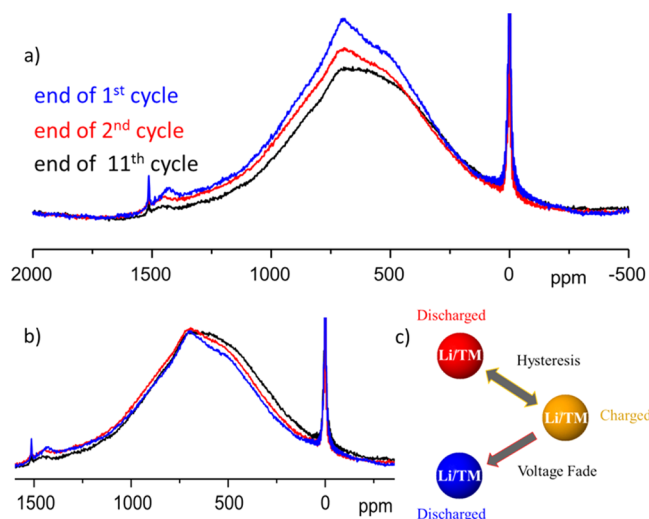 a)
end of 1st cycle
end of 2nd cycle
end of 11th cycle
2000 1500 1000 500 0 ppm -500
b)
1500 1000 500 0 ppm
c)
Discharged
Li/TM
Hysteresis
Li/TM
Charged
Li/TM
Voltage Fade
Discharged